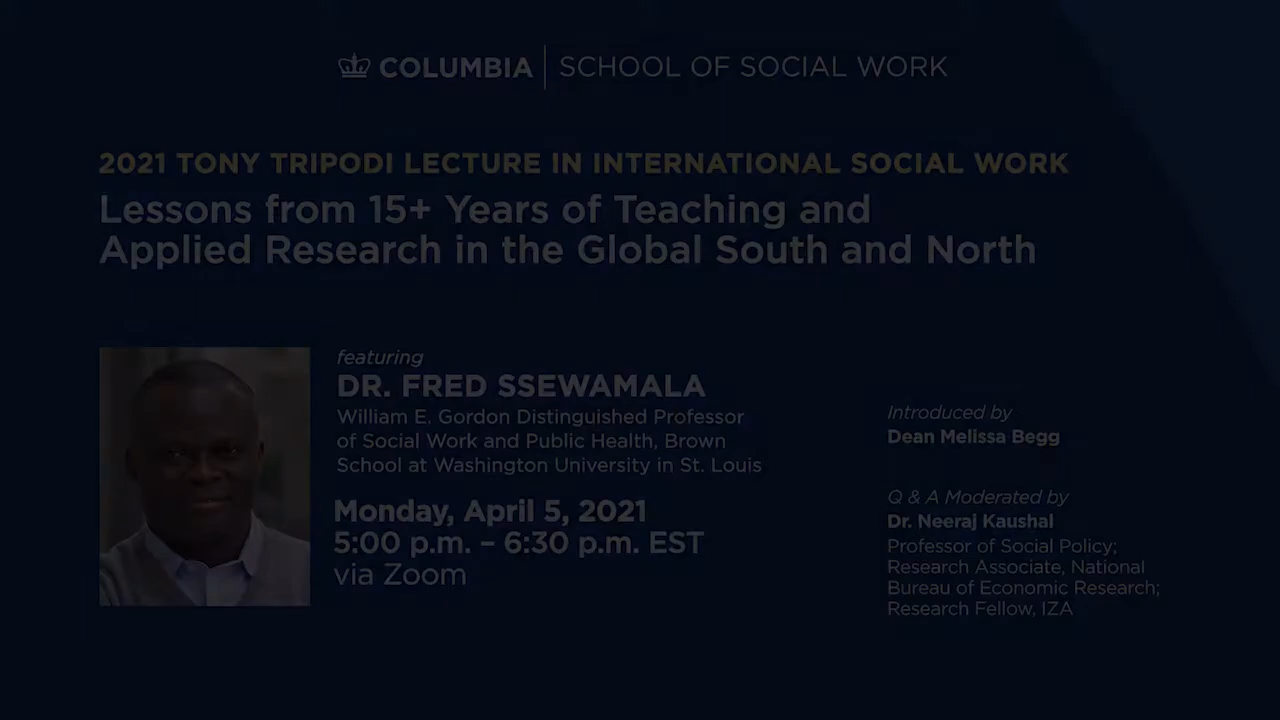 COLUMBIA | SCHOOL OF SOCIAL WORK
2021 TONY TRIPODI LECTURE IN INTERNATIONAL SOCIAL WORK
Lessons from 15+ Years of Teaching and
Applied Research in the Global South and North
featuring
DR. FRED SSEWAMALA
William E. Gordon Distinguished Professor
of Social Work and Public Health, Brown
School at Washington University in St. Louis
Monday, April 5, 2021
5:00 p.m. – 6:30 p.m. EST
via Zoom
Introduced by
Dean Melissa Begg
Q & A Moderated by
Dr. Neeraj Kaushal
Professor of Social Policy;
Research Associate, National
Bureau of Economic Research;
Research Fellow, IZA